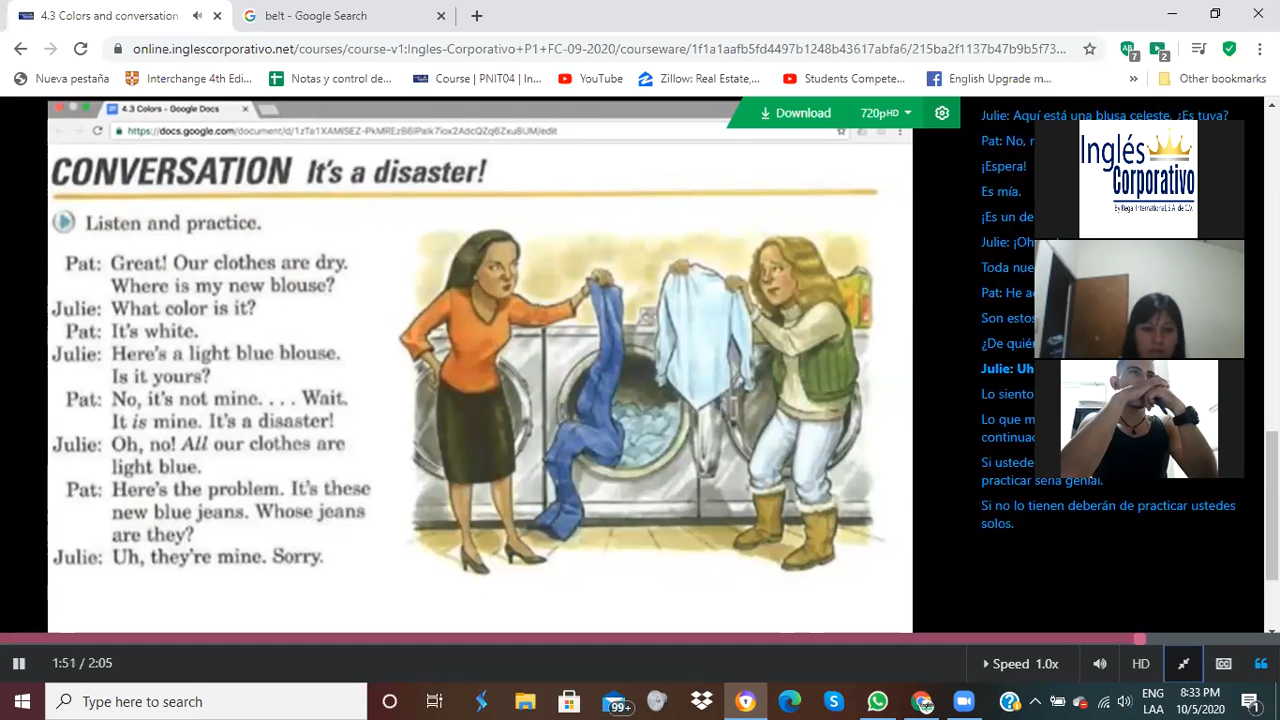 4.3 Colors and conversation
belt - Google Search
online.inglescorporativo.net/courses/course-v1:Ingles-Corporativo+P1+FC-09-2020/courseware/1f1a1aafb5fd4497b1248b43617abfa6/215ba2f1137b47b9b5f73...
7
2
Nueva pestaña
Interchange 4th Edi...
Notas y control de...
Course | PNIT04 | In...
YouTube
Zillow: Real Estate,...
Students Compete...
English Upgrade m...
»
Other bookmarks
4.3 Colors - Google Docs
Download
720pHD
CONVERSATION It's a disaster!
Listen and practice.
Pat: Great! Our clothes are dry.
Where is my new blouse?
Julie: What color is it?
Pat: It's white.
Julie: Here's a light blue blouse.
Is it yours?
Pat: No, it's not mine. . . . Wait.
It is mine. It's a disaster!
Julie: Oh, no! All our clothes are
light blue.
Pat: Here's the problem. It's these
new blue jeans. Whose jeans
are they?
Julie: Uh, they're mine. Sorry.
Julie: Aquí está una blusa celeste. ¿Es tuya?
Pat: No,
¡Espera!
Es mía.
¡Es un de
Julie: ¡Oh
Toda nue
Pat: He a
Son estos
¿De quié
Julie: Uh
Lo siento
Lo que m
continuac
Si ustede
practicar sería genial.
Si no lo tienen deberán de practicar ustedes
solos.
Inglés
Corporativo
1:51 / 2:05
Speed 1.0x
HD
Type here to search
99+
ENG
LAA
8:33 PM
10/5/2020
1